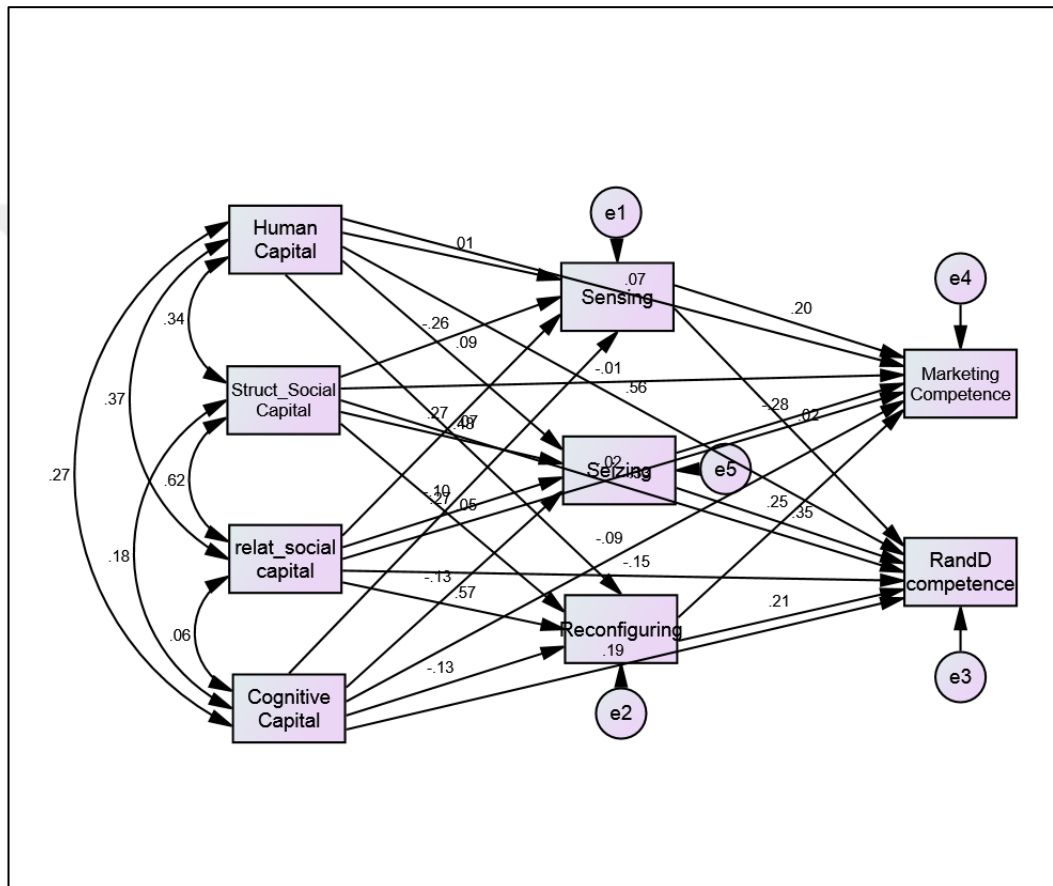 e1
Human
Capital
01
.07
Sensing
.20
e4
.34
-.26
.09
-.01
.56
Marketing
Competence
Struct_Social
Capital
.37
.27
.48
-.28
.02
.62
.27
Seizing
.02
e5
.10
.05
.25
.35
.18
relat_social
capital
-.09
-.15
RandD
competence
-.13
.57
.21
.06
Reconfiguring
.19
-.13
Cognitive
Capital
e2
e3